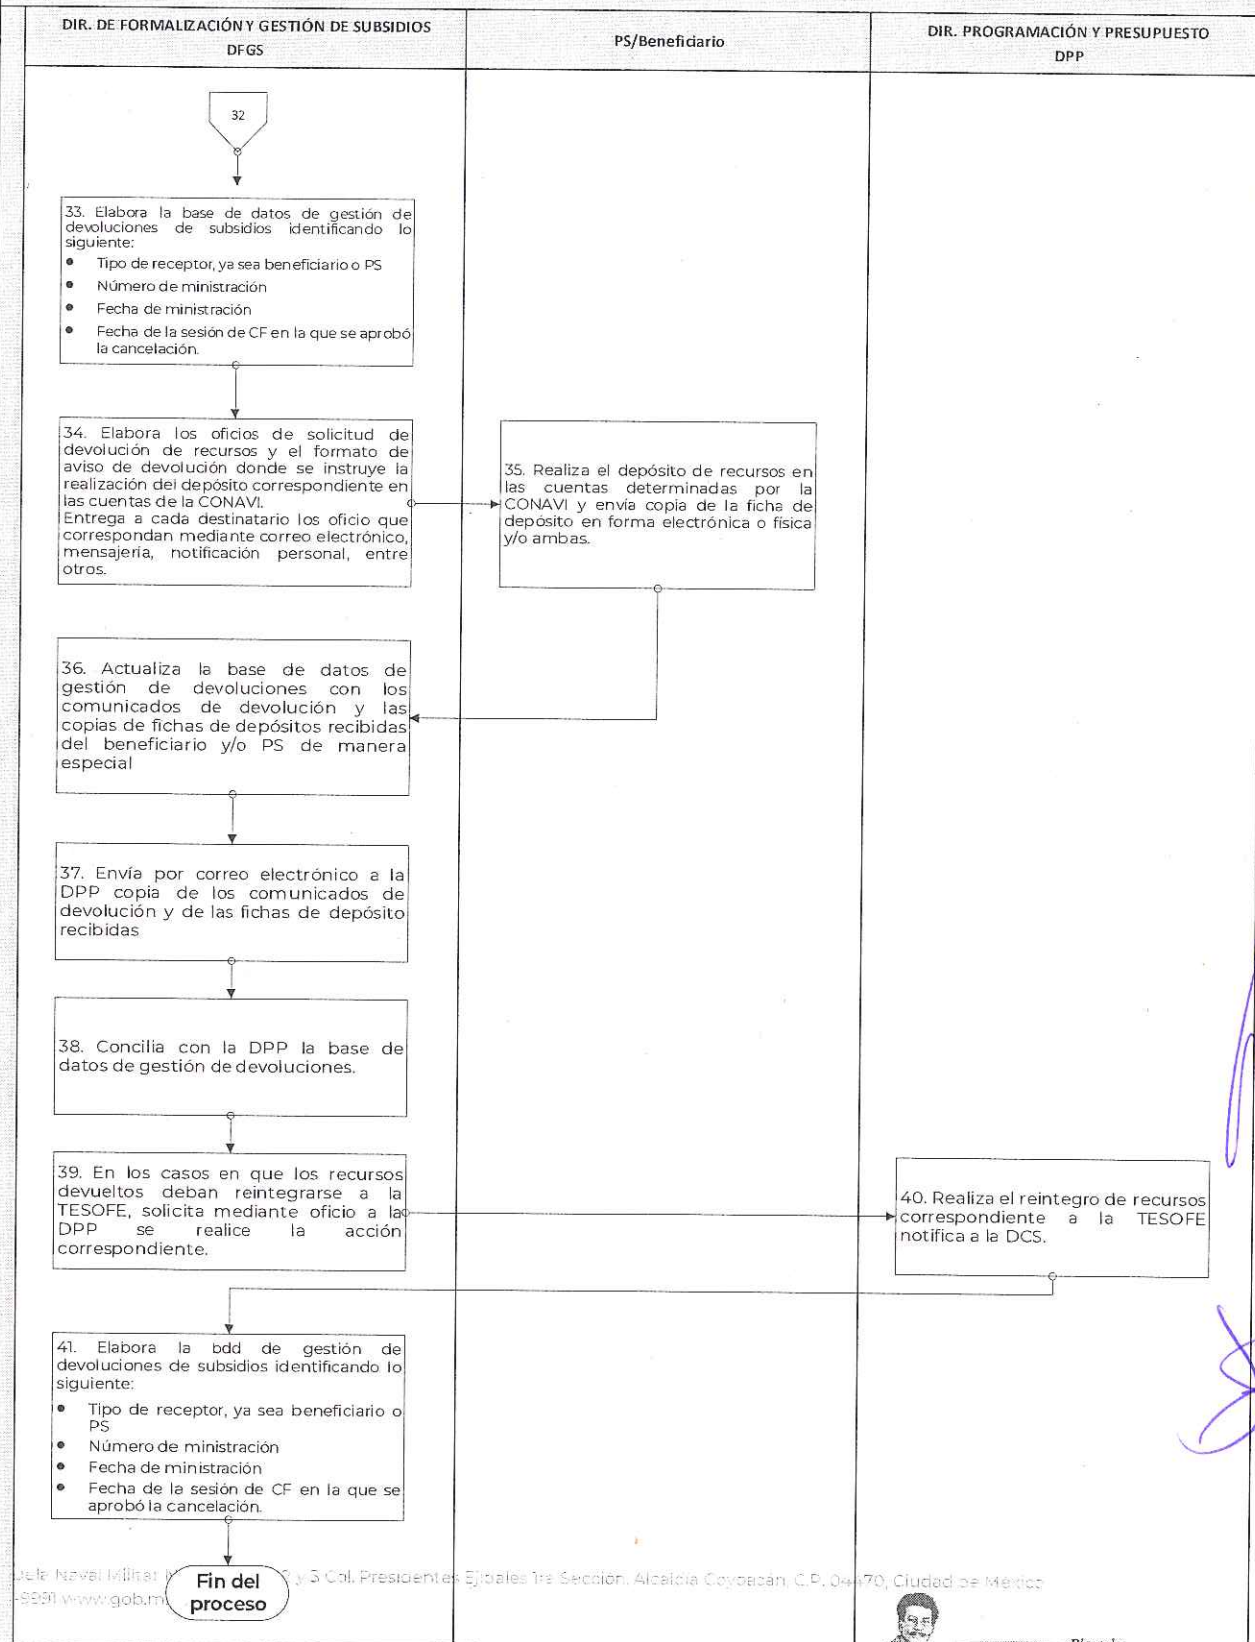 DIR. DE FORMALIZACIÓN Y GESTIÓN DE SUBSIDIOS
DFGS
PS/Beneficiario
DIR. PROGRAMACIÓN Y PRESUPUESTO
DPP
32
33. Elabora la base de datos de gestión de
devoluciones de subsidios identificando lo
siguiente:
• Tipo de receptor, ya sea beneficiario o PS
• Número de ministración
• Fecha de ministración
• Fecha de la sesión de CF en la que se aprobó
la cancelación.
34. Elabora los oficios de solicitud de
devolución de recursos y el formato de
aviso de devolución donde se instruye la
realización del depósito correspondiente en
las cuentas de la CONAVI.
Entrega a cada destinatario los oficio que
correspondan mediante correo electrónico,
mensajería, notificación personal, entre
otros.
35. Realiza el depósito de recursos en
las cuentas determinadas por la
CONAVI y envía copia de la ficha de
depósito en forma electrónica o física
y/o ambas.
36. Actualiza la base de datos de
gestión de devoluciones con los
comunicados de devolución y las
copias de fichas de depósitos recibidas
del beneficiario y/o PS de manera
especial
37. Envía por correo electrónico a la
DPP copia de los comunicados de
devolución y de las fichas de depósito
recibidas
38. Concilia con la DPP la base de
datos de gestión de devoluciones.
39. En los casos en que los recursos
devueltos deban reintegrarse a la
TESOFE, solicita mediante oficio a la
DPP se realice la acción
correspondiente.
40. Realiza el reintegro de recursos
correspondiente a la TESOFE
notifica a la DCS.
41. Elabora la bdd de gestión de
devoluciones de subsidios identificando lo
siguiente:
• Tipo de receptor, ya sea beneficiario o
PS
• Número de ministración
• Fecha de ministración
• Fecha de la sesión de CF en la que se
aprobó la cancelación.
Fin del
proceso
Naval Militar y 3 Col. Presidentes Ejidales 1ra Sección, Alcaldía Coyoacán, C.P. 04470, Ciudad de México
-9991 www.gob.m